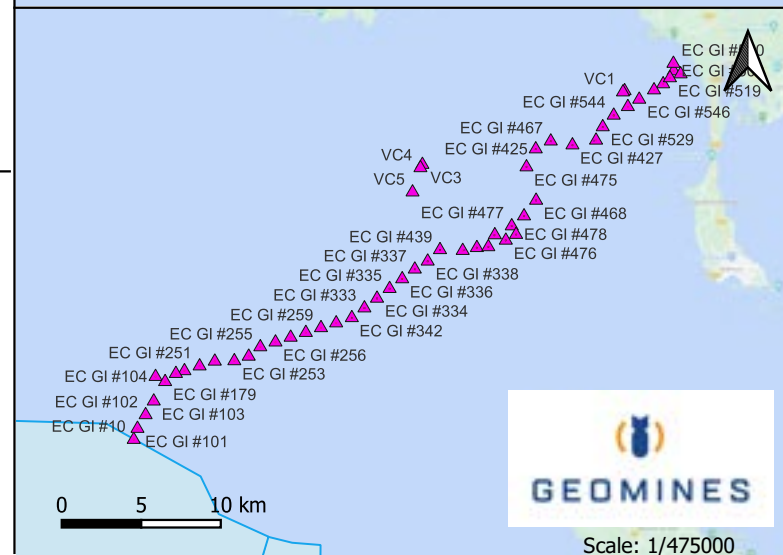 VC1
EC GI #519
EC GI #544
EC GI #546
EC GI #467
EC GI #529
EC GI #425
EC GI #427
VC4
VC3
EC GI #475
VC5
EC GI #477
EC GI #468
EC GI #439
EC GI #478
EC GI #476
EC GI #337
EC GI #338
EC GI #335
EC GI #336
EC GI #333
EC GI #334
EC GI #259
EC GI #342
EC GI #255
EC GI #256
EC GI #251
EC GI #253
EC GI #104
EC GI #179
EC GI #102
EC GI #103
EC GI #10
EC GI #101
0 5 10 km
GEOMINES
Scale: 1/475000